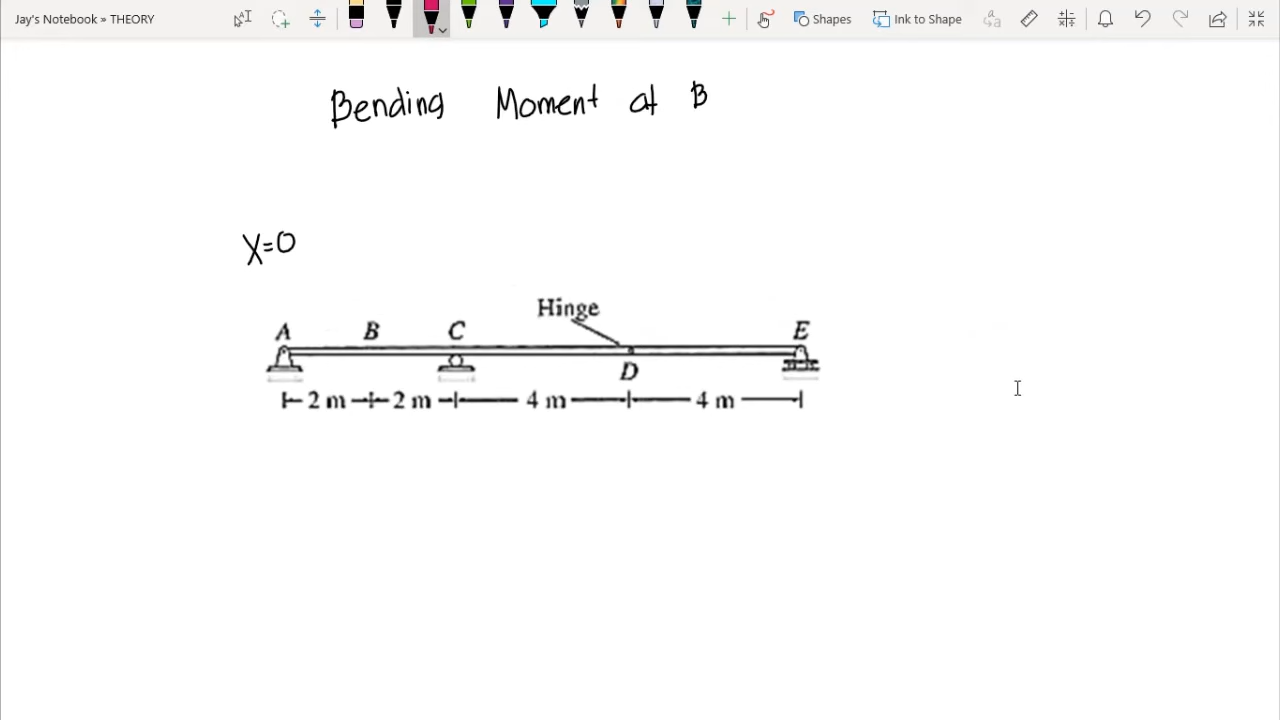 Jay's Notebook » THEORY
Shapes
Ink to Shape
Bending Moment at B
X=0
Hinge
A B C E
D
2 m 2 m 4 m 4 m